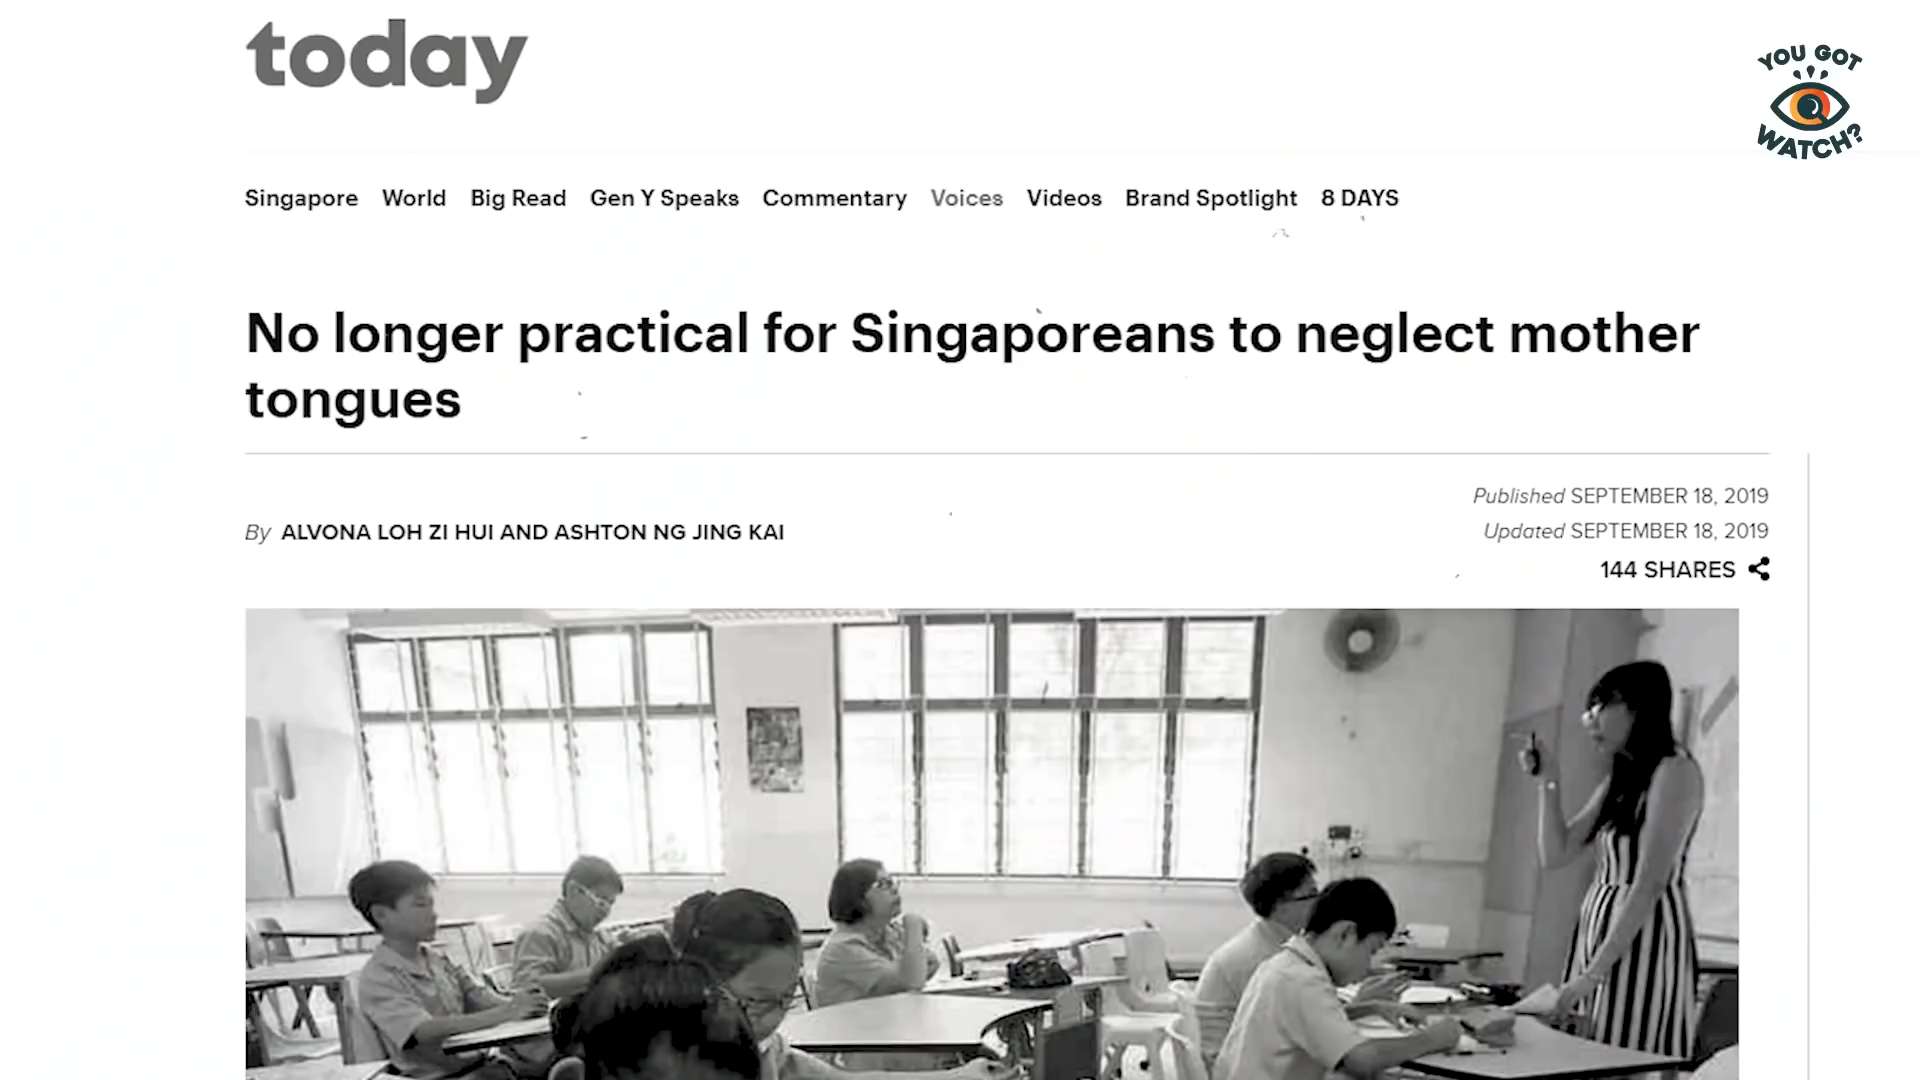 today
YOU GOT
WATCH?
Singapore World Big Read Gen Y Speaks Commentary Voices Videos Brand Spotlight 8 DAYS
No longer practical for Singaporeans to neglect mother
tongues
Published SEPTEMBER 18, 2019
By ALVONA LOH ZI HUI AND ASHTON NG JING KAI
Updated SEPTEMBER 18, 2019
144 SHARES